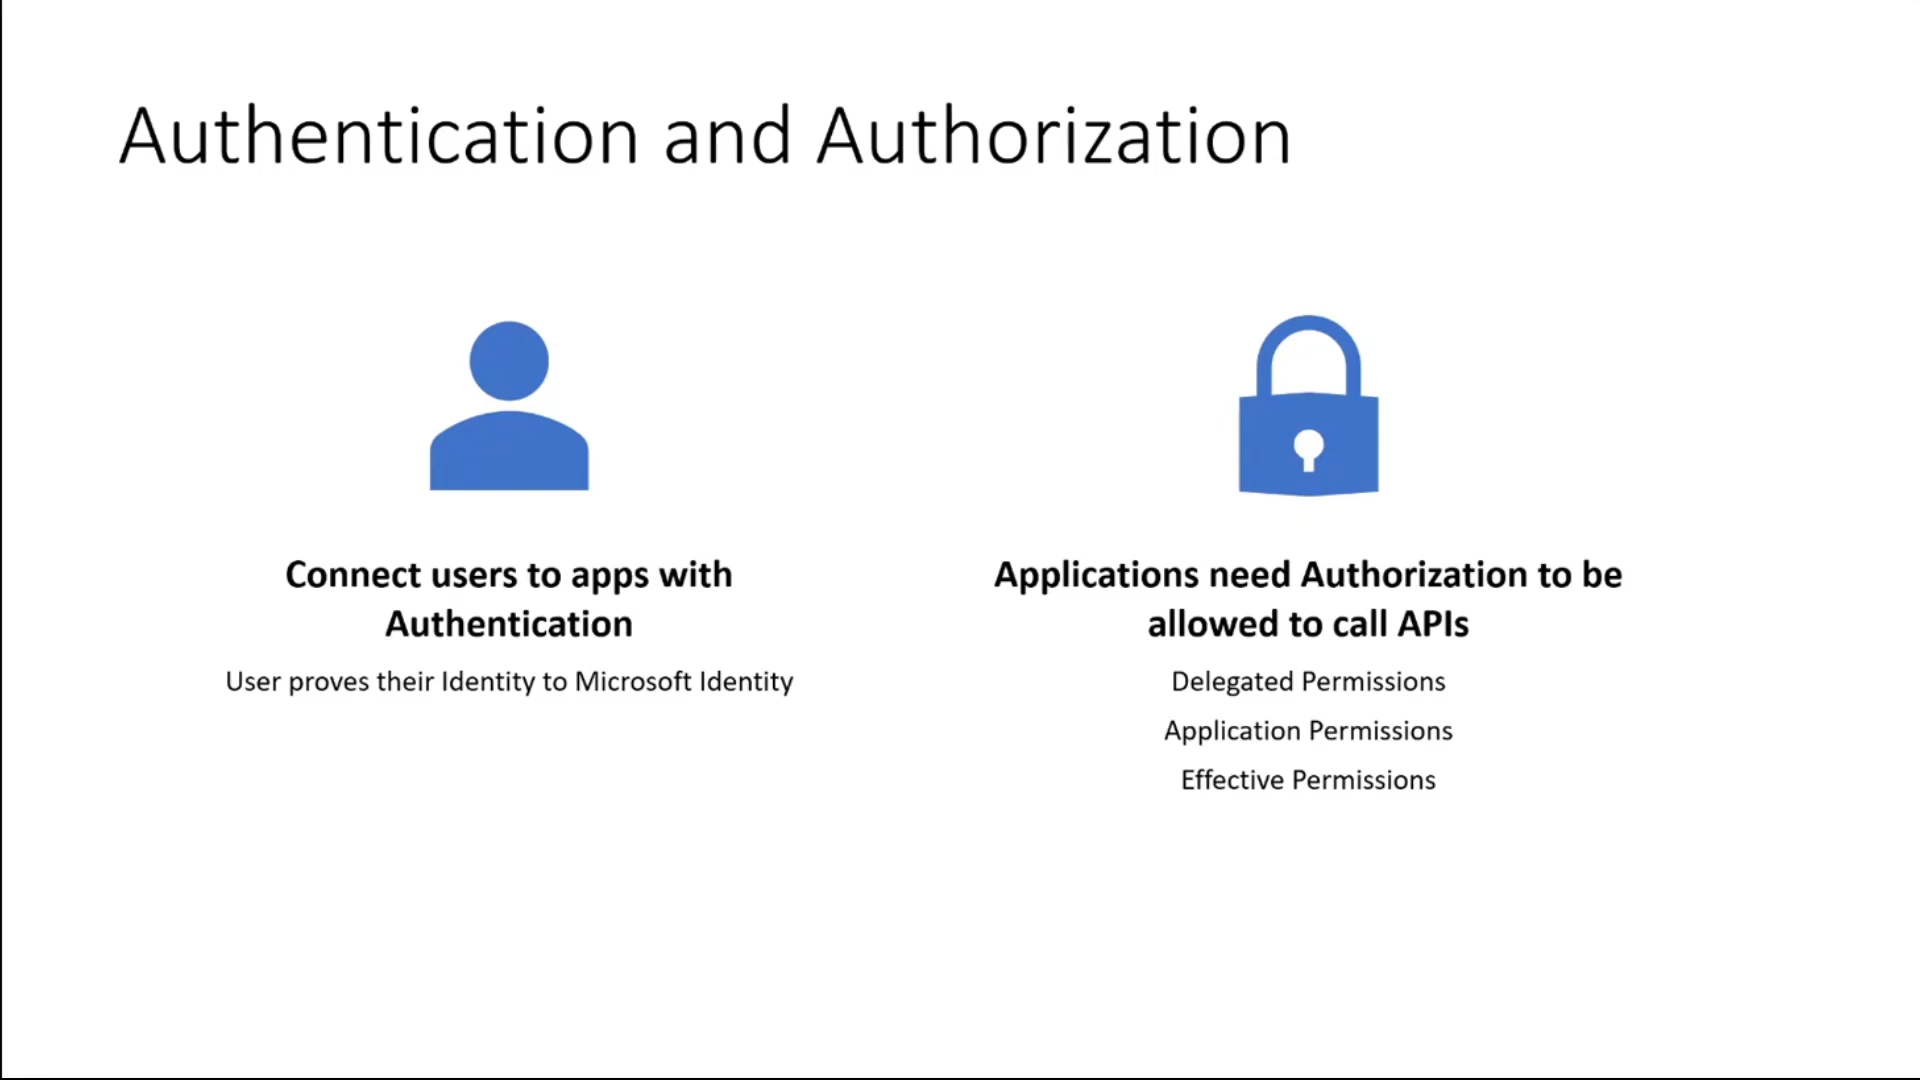 Authentication and Authorization
Connect users to apps with
Authentication
User proves their Identity to Microsoft Identity
Applications need Authorization to be
allowed to call APIs
Delegated Permissions
Application Permissions
Effective Permissions